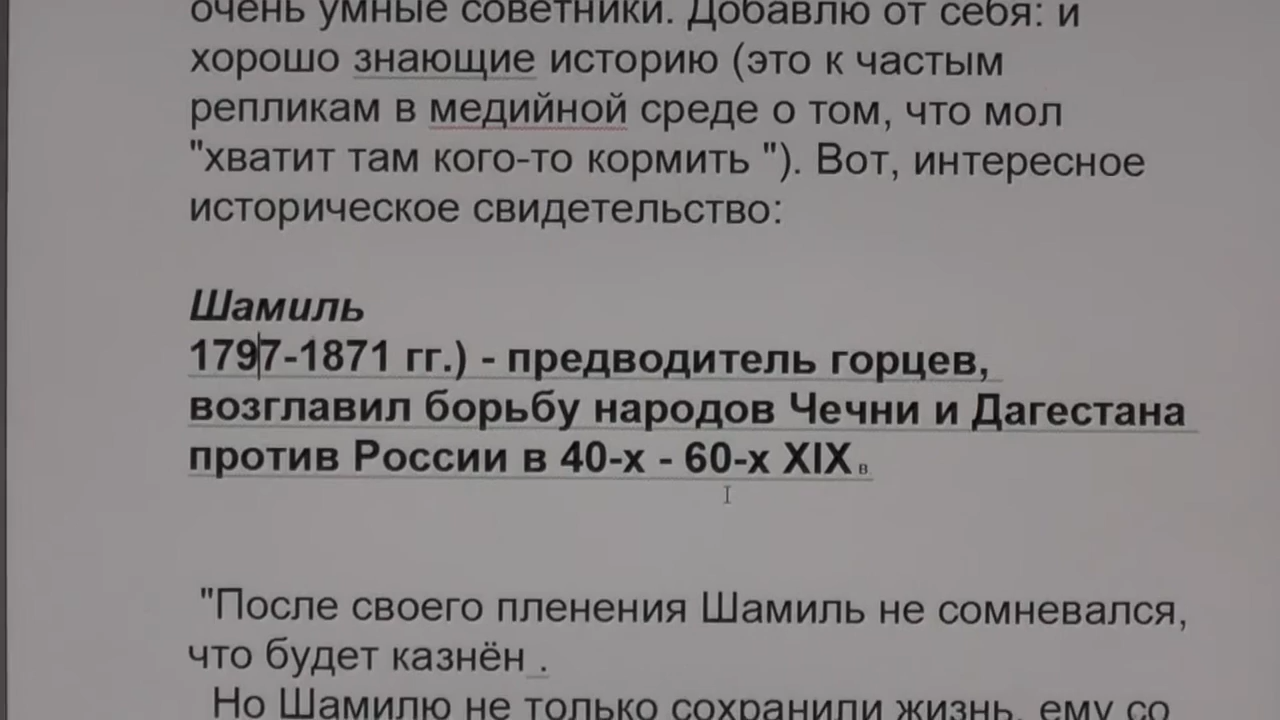 очень умные советники. Добавлю от себя: и
хорошо знающие историю (это к частым
репликам в медийной среде о том, что мол
"хватит там кого-то кормить "). Вот, интересное
историческое свидетельство:
Шамиль
1797-1871 гг.) - предводитель горцев,
возглавил борьбу народов Чечни и Дагестана
против России в 40-х - 60-х XIX в.
"После своего пленения Шамиль не сомневался,
что будет казнён .
Но Шамилю не только сохранили жизнь, ему со